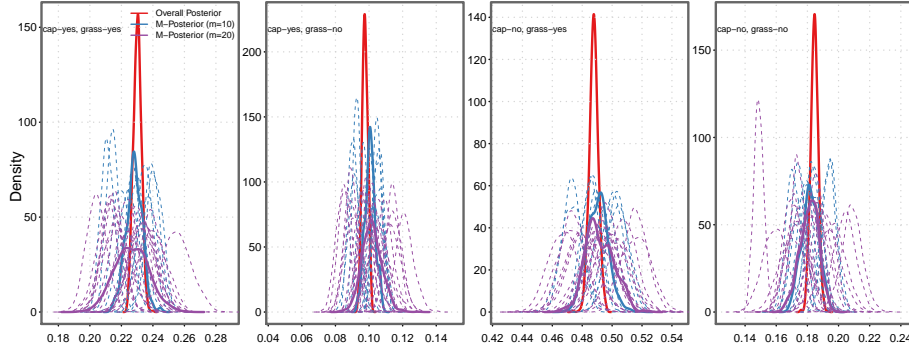 Density
150
100
50
0
cap-yes, grass-yes
Overall Posterior
M-Posterior (m=10)
M-Posterior (m=20)
0.18 0.20 0.22 0.24 0.26 0.28
200
150
100
50
0
cap-yes, grass-no
0.04 0.06 0.08 0.10 0.12 0.14
140
120
100
80
60
40
20
0
cap-no, grass-yes
0.42 0.44 0.46 0.48 0.50 0.52 0.54
150
100
50
0
cap-no, grass-no
0.14 0.16 0.18 0.20 0.22 0.24